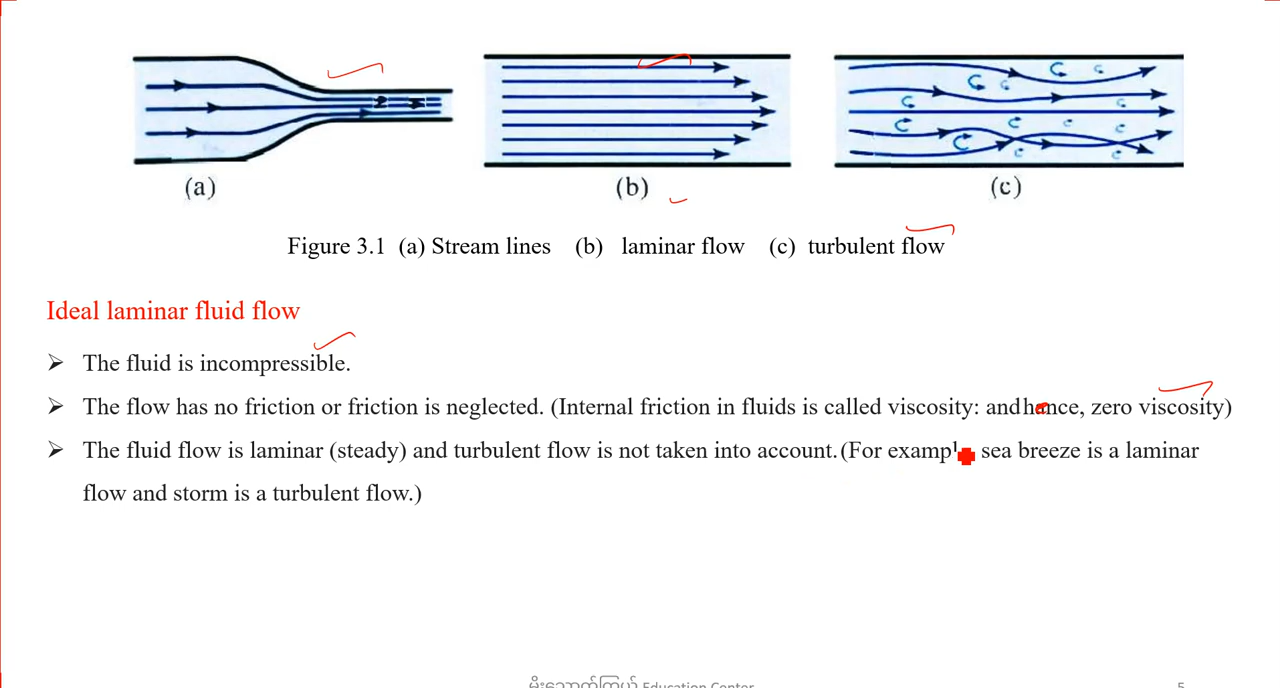 (a) (b) (c)
Figure 3.1 (a) Stream lines (b) laminar flow (c) turbulent flow
Ideal laminar fluid flow
➢ The fluid is incompressible.
➢ The flow has no friction or friction is neglected. (Internal friction in fluids is called viscosity: and hence, zero viscosity)
➢ The fluid flow is laminar (steady) and turbulent flow is not taken into account.(For exampl sea breeze is a laminar
flow and storm is a turbulent flow.)
Education Center 5